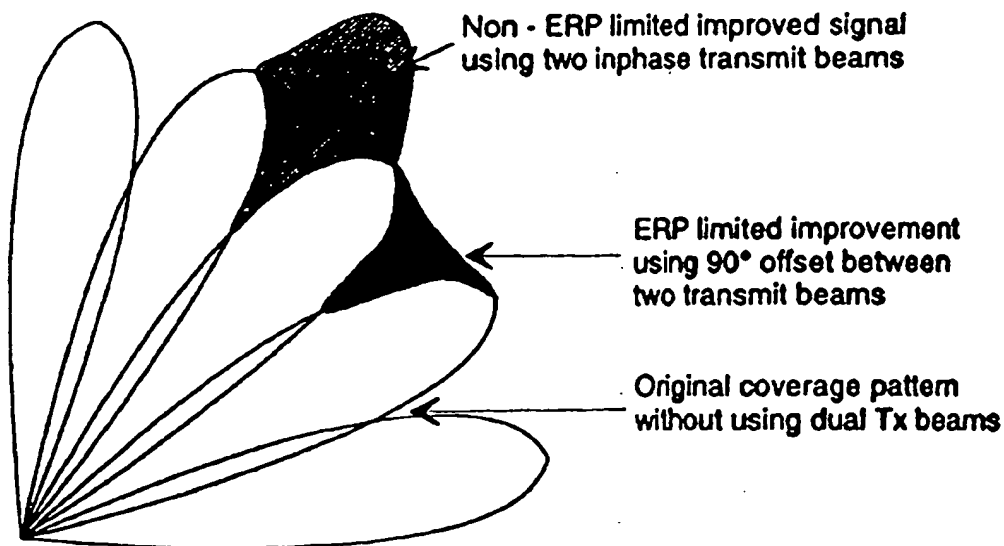 Non - ERP limited improved signal
using two inphase transmit beams
ERP limited improvement
using 90° offset between
two transmit beams
Original coverage pattern
without using dual Tx beams